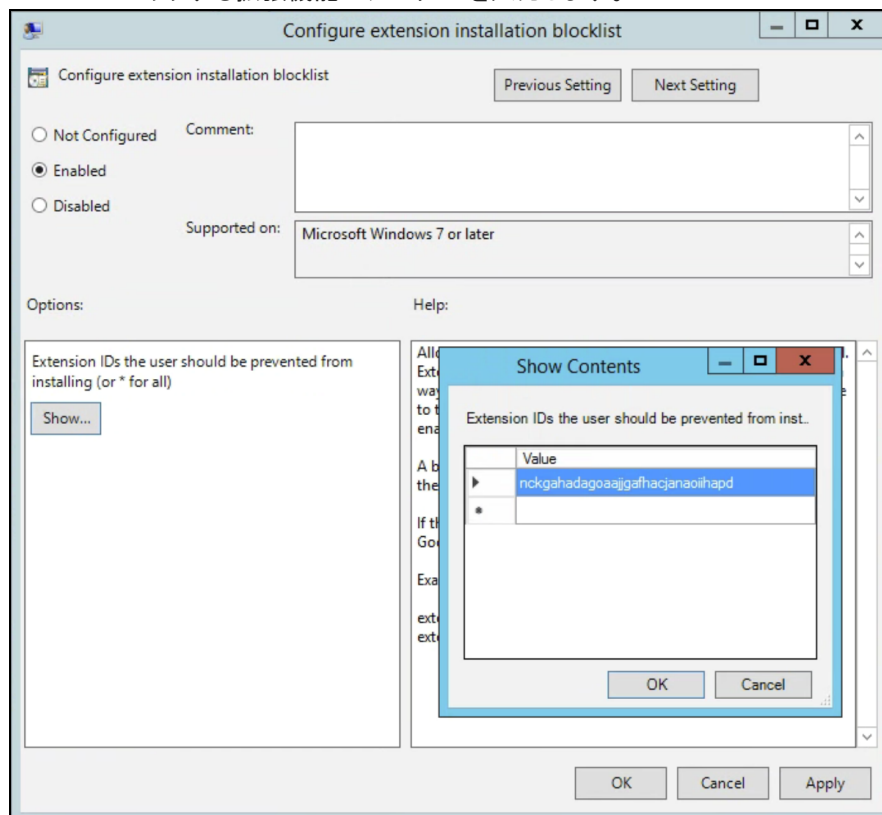 Configure extension installation blocklist
Configure extension installation blocklist
Previous Setting
Next Setting
Not Configured
Comment:
Enabled
Disabled
Supported on:
Microsoft Windows 7 or later
Options:
Help:
Extension IDs the user should be prevented from
installing (or * for all)
Show...
Show Contents
Extension IDs the user should be prevented from inst..
Value
nckgahadagoaajjgafhacjanaoiihapd
OK
Cancel
OK
Cancel
Apply